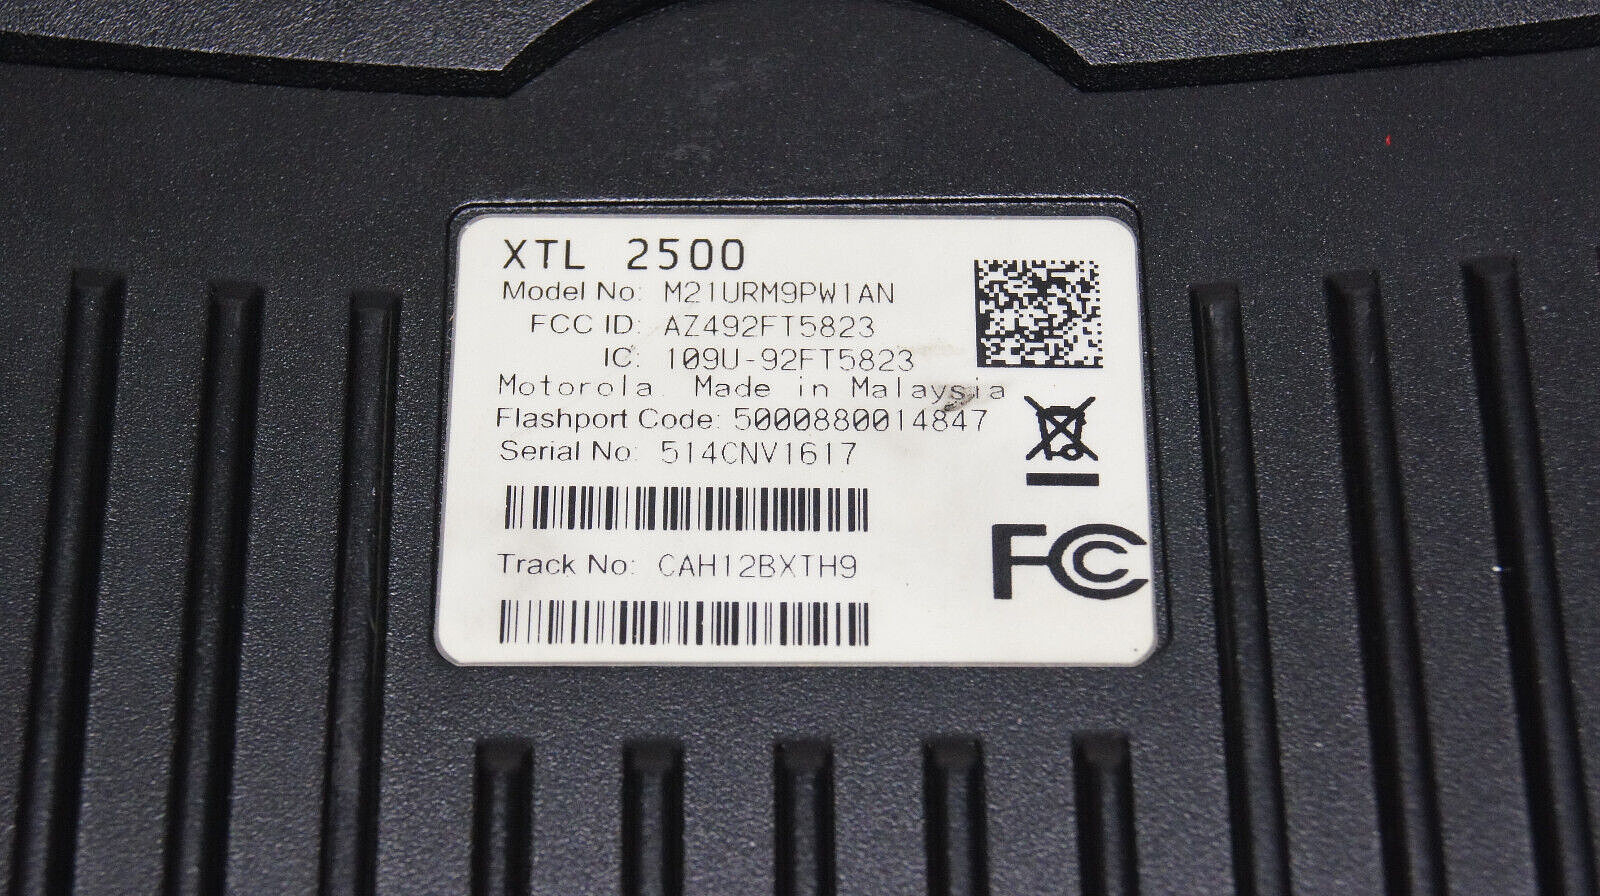 XTL 2500
Model No: M21URM9PW1AN
FCC ID: AZ492FT5823
IC: 109U-92FT5823
Motorola Made in Malaysia
Flashport Code: 5000880014847
Serial No: 514CNV1617
Track No: CAH12BXTH9
FC